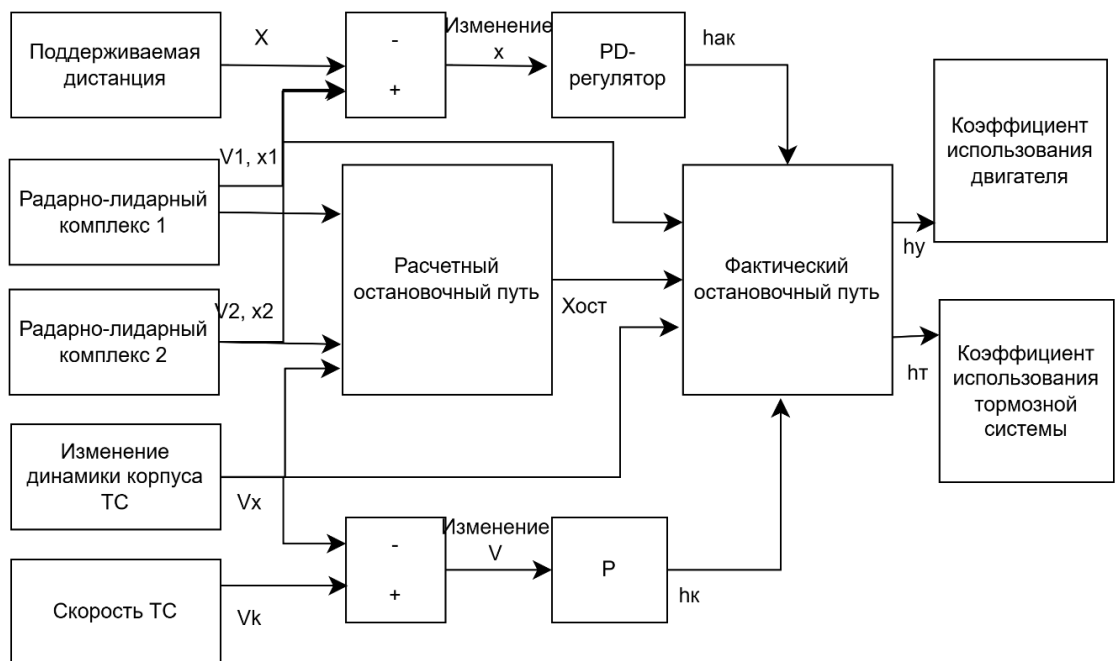 Поддерживаемая
дистанция
X
-
+
Изменение
x
PD-
регулятор
hак
Коэффициент
использования
двигателя
Радарно-лидарный
комплекс 1
V1, x1
Расчетный
остановочный путь
Xост
Фактический
остановочный путь
hу
Радарно-лидарный
комплекс 2
V2, x2
hт
Коэффициент
использования
тормозной
системы
Изменение
динамики корпуса
ТС
Vx
-
+
Изменение
V
P
hк
Скорость ТС
Vk